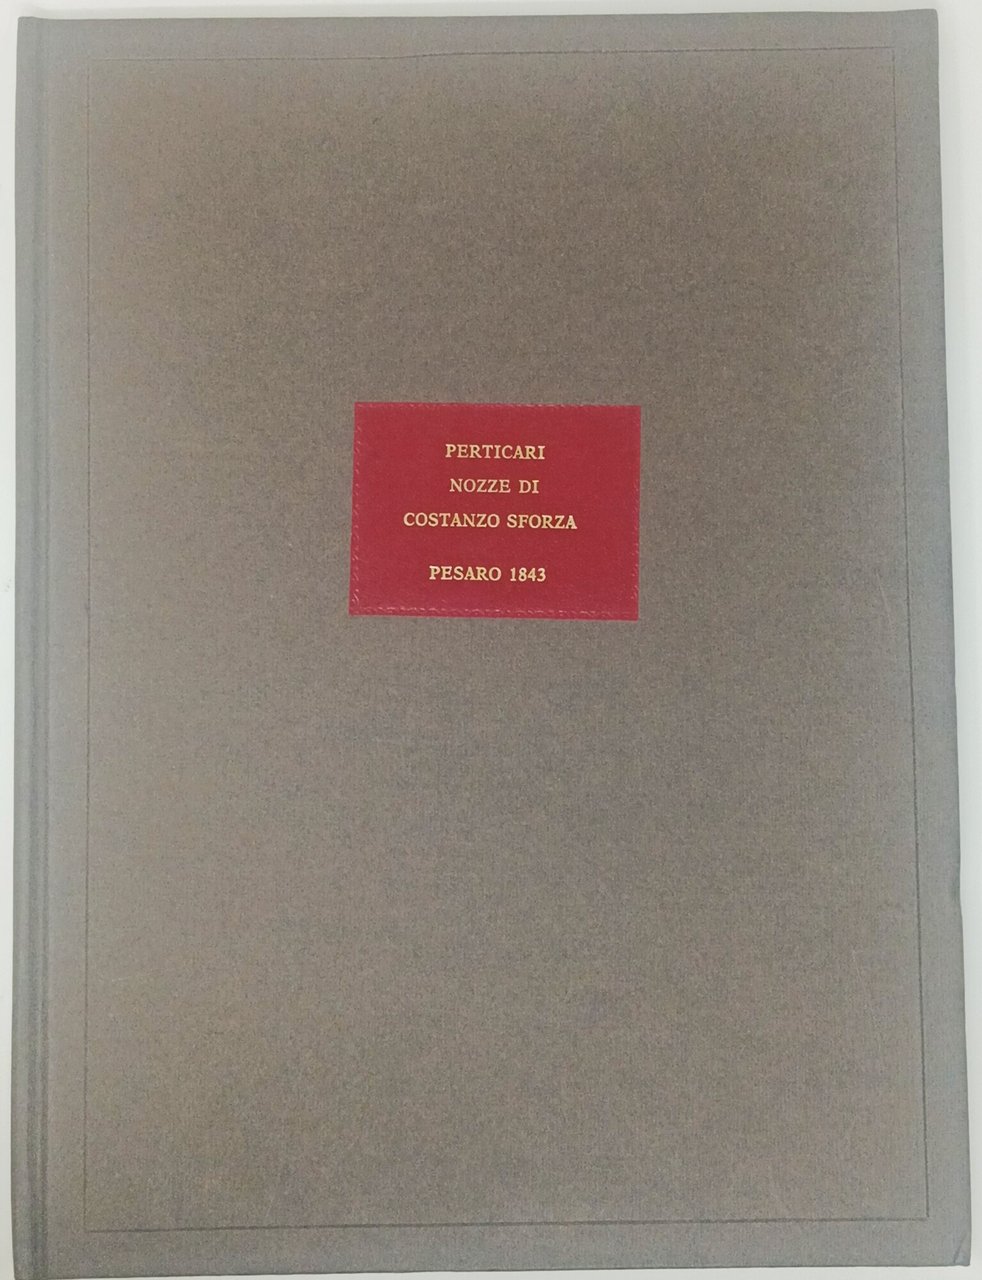 PERTICARI
NOZZE DI
COSTANZO SFORZA
PESARO 1843